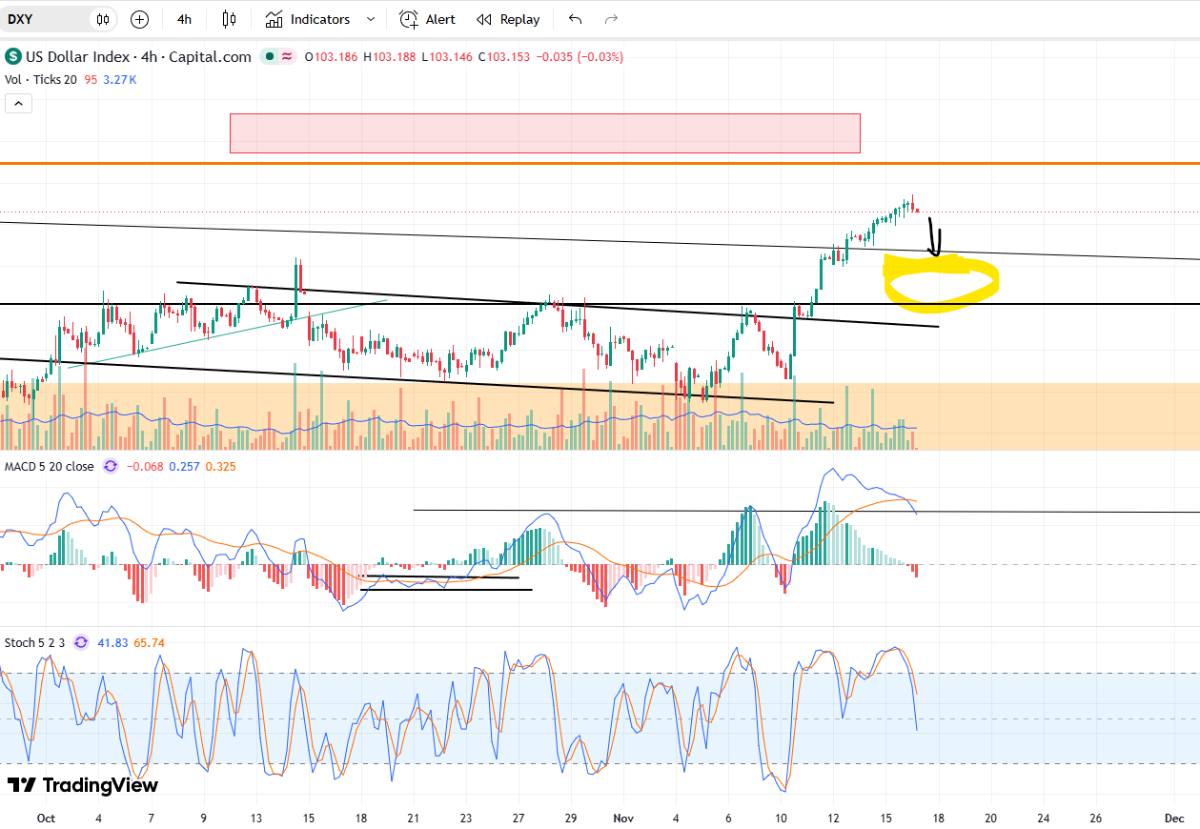 DXY 4h Indicators Alert Replay
US Dollar Index · 4h · Capital.com O103.186 H103.188 L103.146 C103.153 −0.035 (−0.03%)
Vol · Ticks 20 95 3.27K
MACD 5 20 close −0.068 0.257 0.325
Stoch 5 2 3 41.83 65.74
TradingView
Oct 4 7 9 13 15 18 21 23 27 29 Nov 4 6 10 12 15 18 20 24 26 Dec